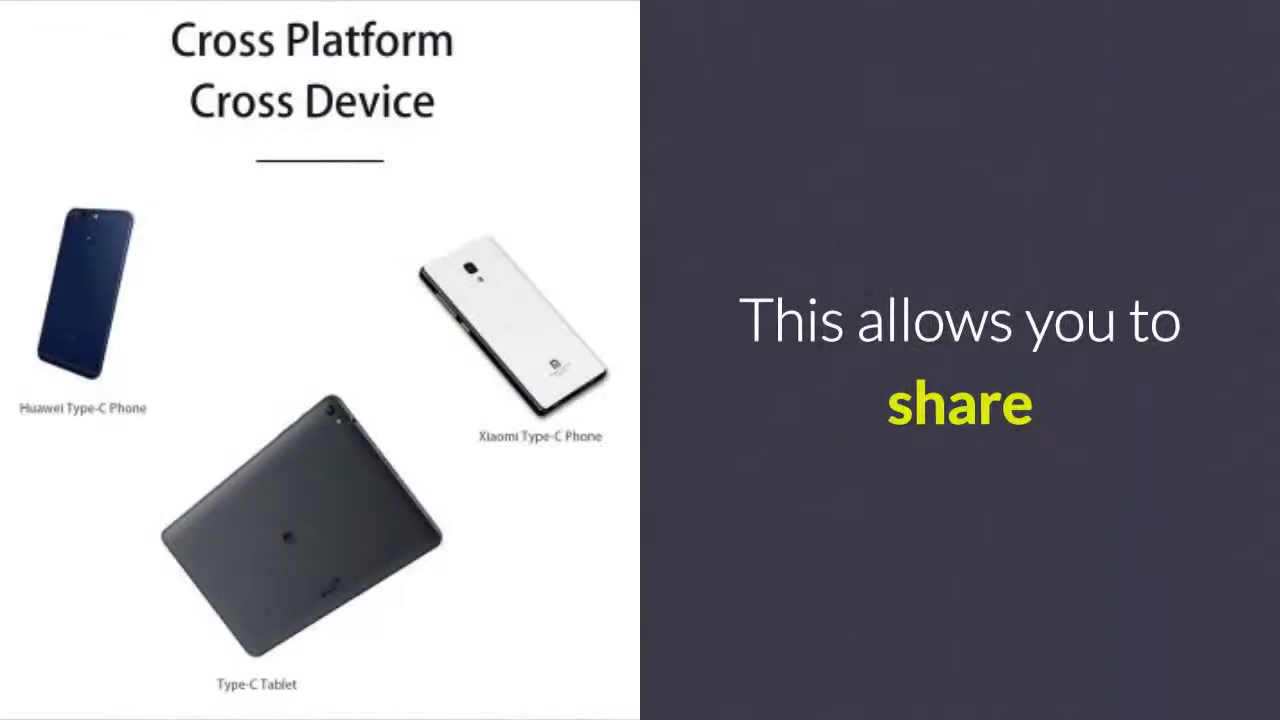 Cross Platform
Cross Device
Huawei Type-C Phone
Xiaomi Type-C Phone
Type-C Tablet
This allows you to
share